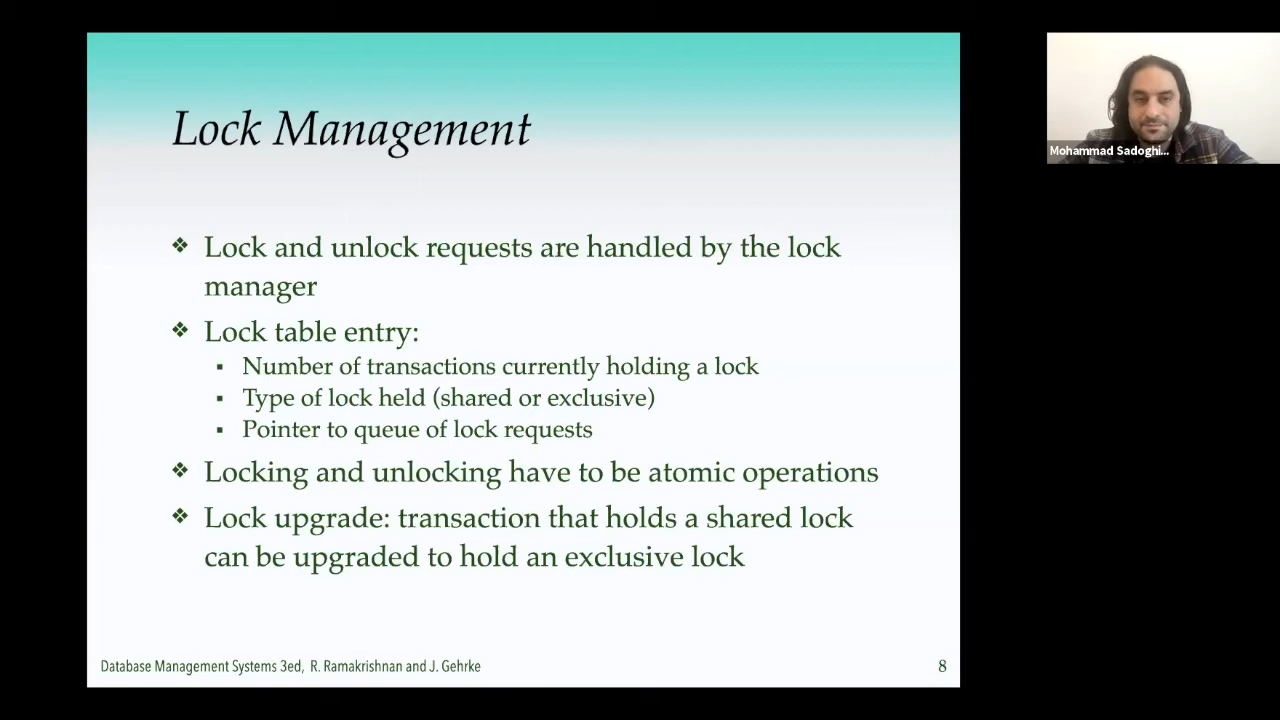 Lock Management
❖ Lock and unlock requests are handled by the lock
manager
❖ Lock table entry:
▪ Number of transactions currently holding a lock
▪ Type of lock held (shared or exclusive)
▪ Pointer to queue of lock requests
❖ Locking and unlocking have to be atomic operations
❖ Lock upgrade: transaction that holds a shared lock
can be upgraded to hold an exclusive lock
Database Management Systems 3ed, R. Ramakrishnan and J. Gehrke
8
Mohammad Sadoghi...